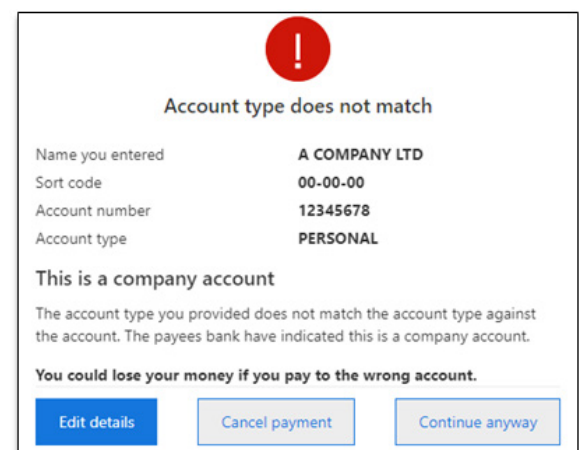 !
Account type does not match
Name you entered A COMPANY LTD
Sort code 00-00-00
Account number 12345678
Account type PERSONAL
This is a company account
The account type you provided does not match the account type against
the account. The payees bank have indicated this is a company account.
You could lose your money if you pay to the wrong account.
Edit details Cancel payment Continue anyway